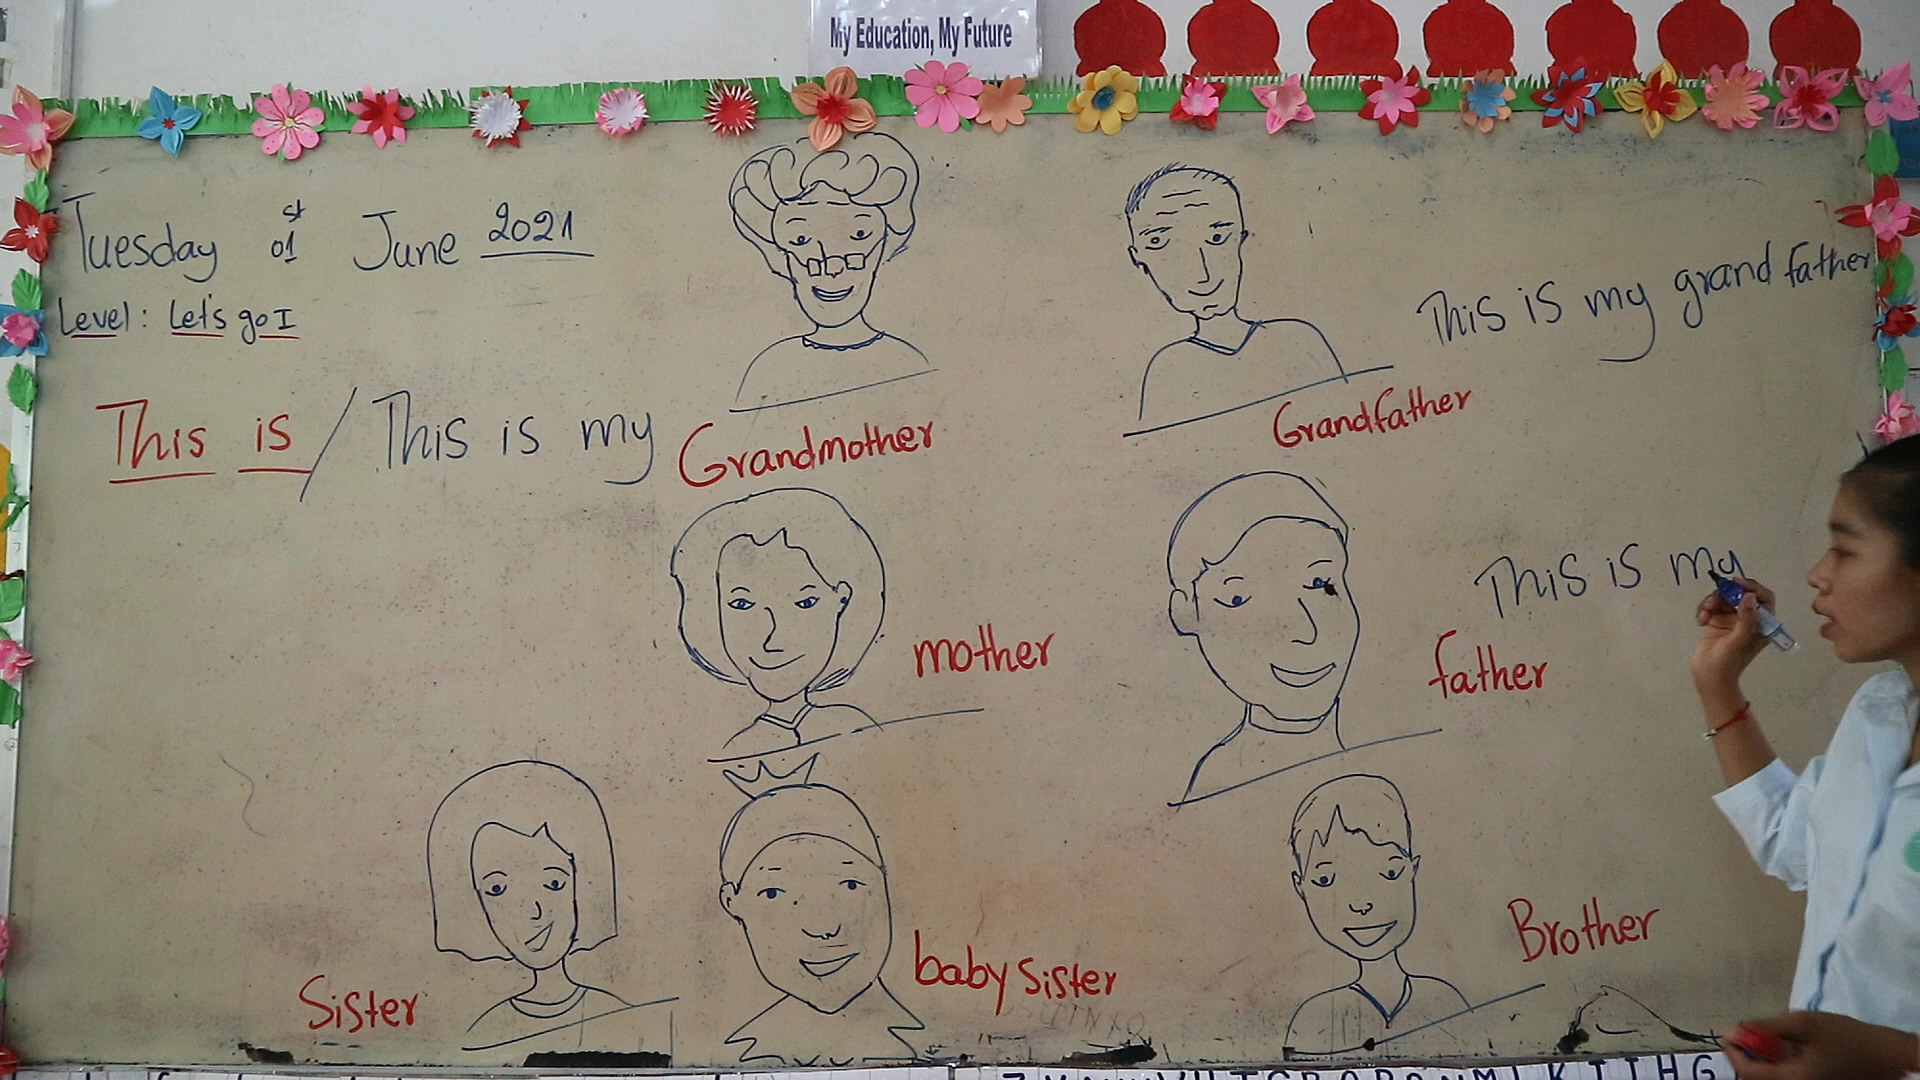 My Education, My Future
Tuesday 01st June 2021
Level: Let's go I
This is / This is my Grandmother
Grandfather
This is my grand father
mother
father
This is my
Sister
baby sister
Brother